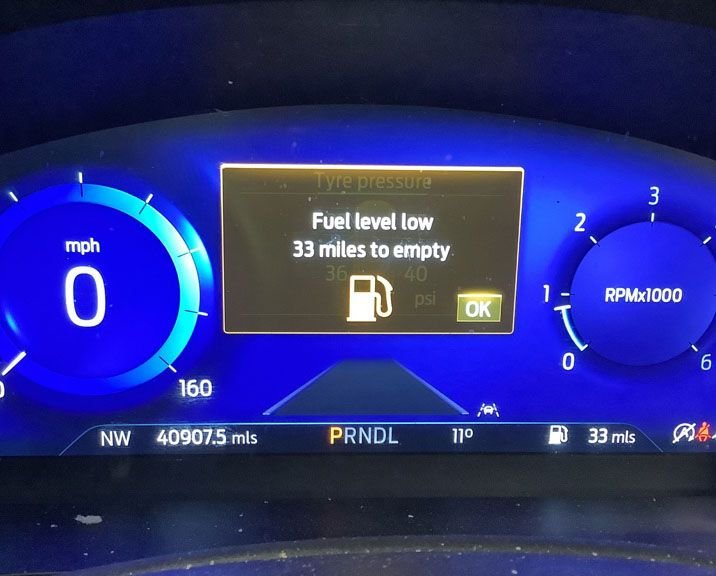 Tyre pressure
Fuel level low
33 miles to empty
36 40
psi
OK
mph
0
0
160
3
2
1
RPMx1000
0
6
NW 40907.5 mls PRNDL 11° 33 mls